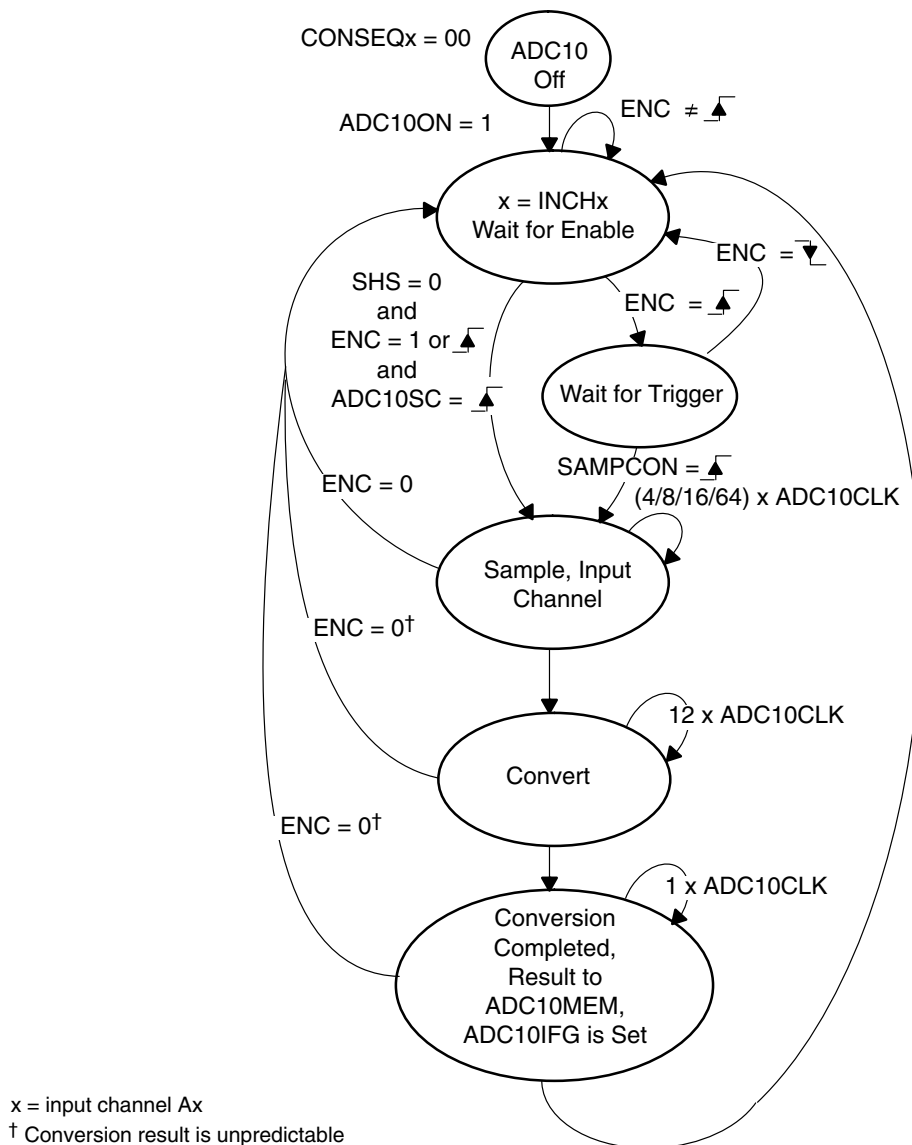 CONSEQx = 00
ADC10
Off
ADC10ON = 1
ENC ≠
x = INCHx
Wait for Enable
ENC =
SHS = 0
and
ENC = 1 or
and
ADC10SC =
ENC =
Wait for Trigger
SAMPCON =
(4/8/16/64) x ADC10CLK
ENC = 0
Sample, Input
Channel
ENC = 0†
12 x ADC10CLK
Convert
ENC = 0†
1 x ADC10CLK
Conversion
Completed,
Result to
ADC10MEM,
ADC10IFG is Set
x = input channel Ax
† Conversion result is unpredictable